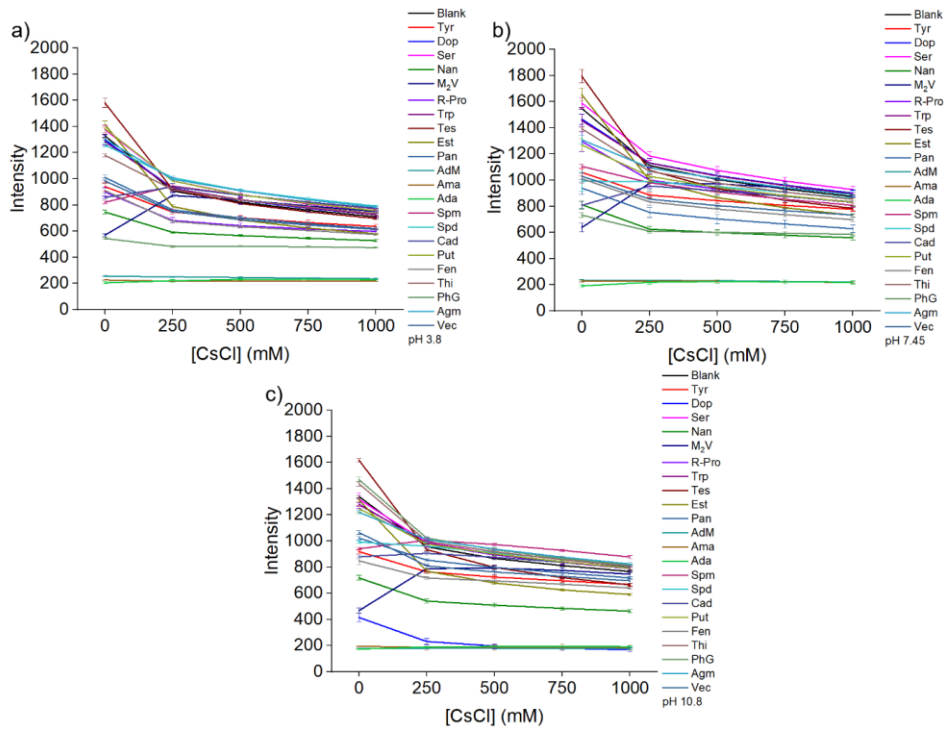 a)
2000
1800
1600
1400
1200
1000
800
600
400
200
0
Intensity
0 250 500 750 1000
[CsCl] (mM)
Blank
Tyr
Dop
Ser
Nan
M₂V
R-Pro
Trp
Tes
Est
Pan
AdM
Ama
Ada
Spm
Spd
Cad
Put
Fen
Thi
PhG
Agm
Vec
pH 3.8
b)
2000
1800
1600
1400
1200
1000
800
600
400
200
0
Intensity
0 250 500 750 1000
[CsCl] (mM)
Blank
Tyr
Dop
Ser
Nan
M₂V
R-Pro
Trp
Tes
Est
Pan
AdM
Ama
Ada
Spm
Spd
Cad
Put
Fen
Thi
PhG
Agm
Vec
pH 7.45
c)
2000
1800
1600
1400
1200
1000
800
600
400
200
0
Intensity
0 250 500 750 1000
[CsCl] (mM)
Blank
Tyr
Dop
Ser
Nan
M₂V
R-Pro
Trp
Tes
Est
Pan
AdM
Ama
Ada
Spm
Spd
Cad
Put
Fen
Thi
PhG
Agm
Vec
pH 10.8